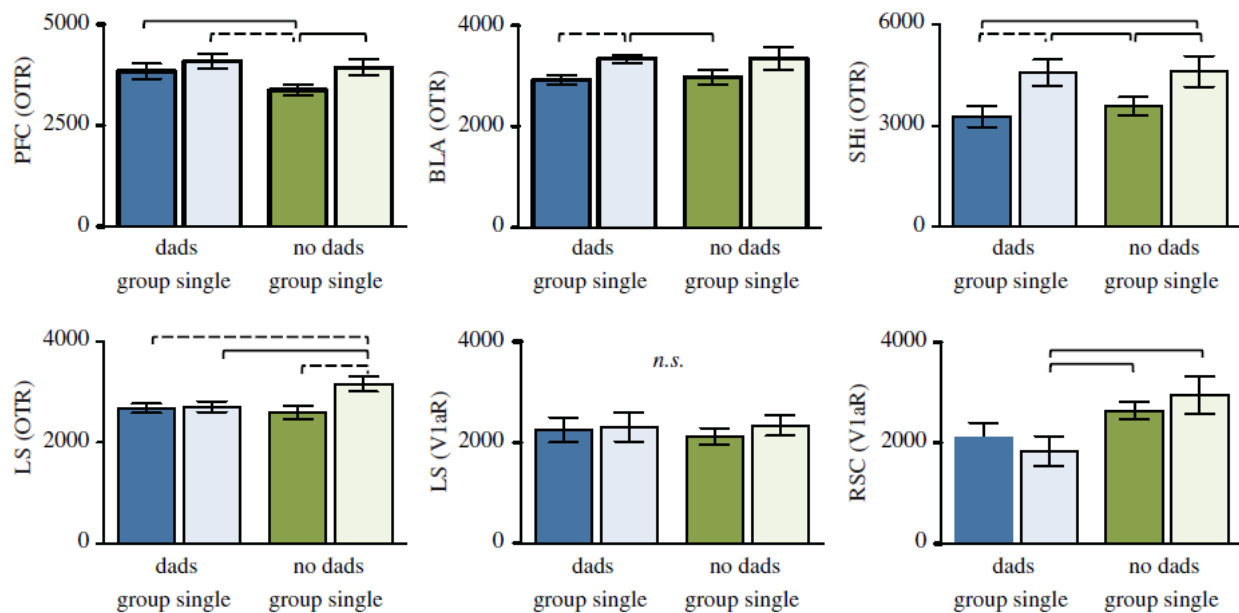 5000
2500
0
PFC (OTR)
dads no dads
group single group single
4000
2000
0
BLA (OTR)
dads no dads
group single group single
6000
3000
0
SHi (OTR)
dads no dads
group single group single
4000
2000
0
LS (OTR)
dads no dads
group single group single
4000
2000
0
LS (V1aR)
n.s.
dads no dads
group single group single
4000
2000
0
RSC (V1aR)
dads no dads
group single group single